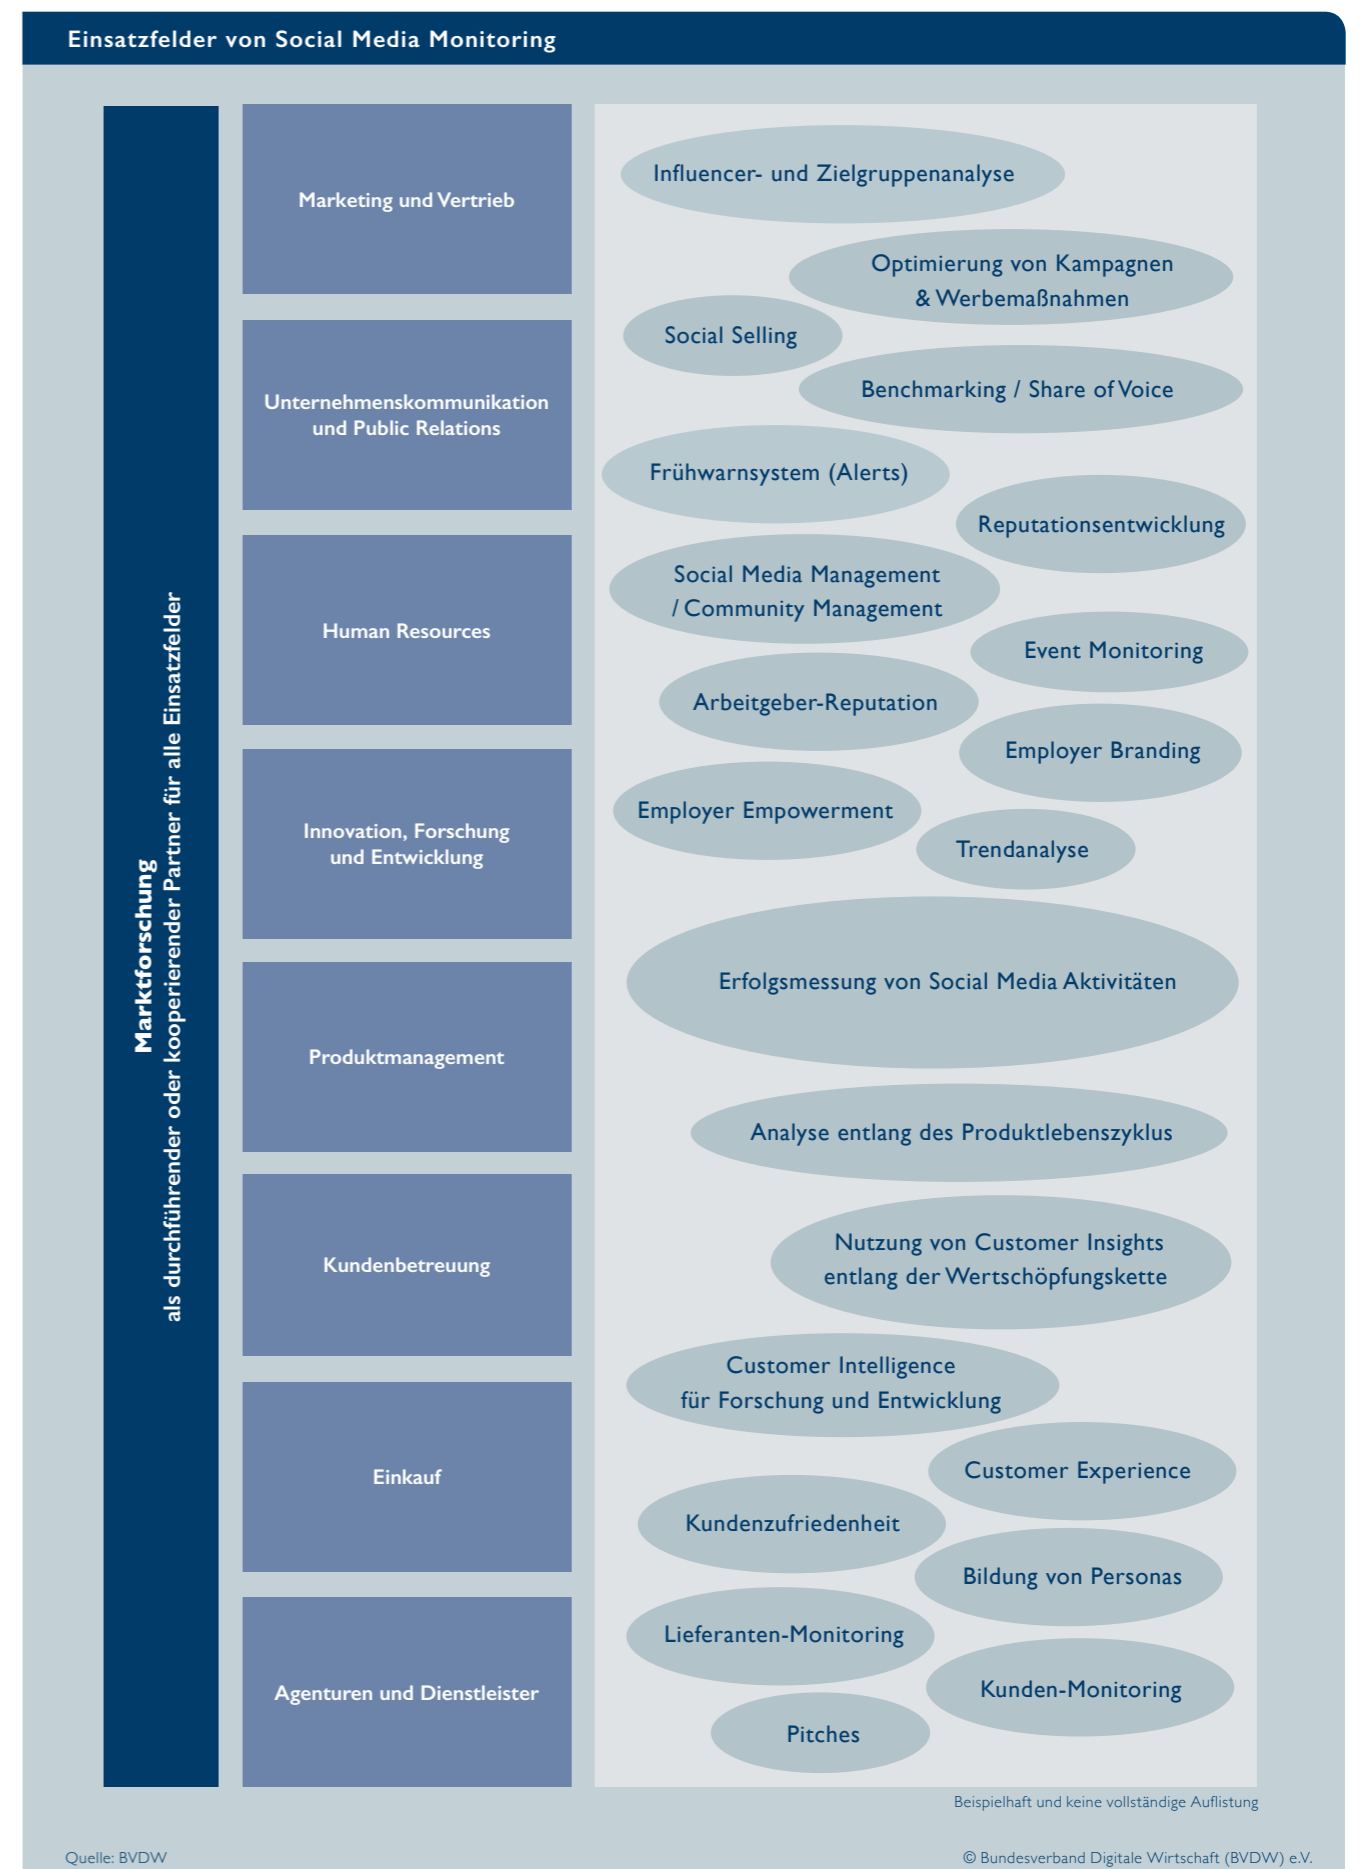 Einsatzfelder von Social Media Monitoring
Marktforschung
als durchführender oder kooperierender Partner für alle Einsatzfelder
Marketing und Vertrieb
Unternehmenskommunikation
und Public Relations
Human Resources
Innovation, Forschung
und Entwicklung
Produktmanagement
Kundenbetreuung
Einkauf
Agenturen und Dienstleister
Influencer- und Zielgruppenanalyse
Optimierung von Kampagnen
& Werbemaßnahmen
Social Selling
Benchmarking / Share of Voice
Frühwarnsystem (Alerts)
Reputationsentwicklung
Social Media Management
/ Community Management
Event Monitoring
Arbeitgeber-Reputation
Employer Branding
Employer Empowerment
Trendanalyse
Erfolgsmessung von Social Media Aktivitäten
Analyse entlang des Produktlebenszyklus
Nutzung von Customer Insights
entlang der Wertschöpfungskette
Customer Intelligence
für Forschung und Entwicklung
Customer Experience
Kundenzufriedenheit
Bildung von Personas
Lieferanten-Monitoring
Kunden-Monitoring
Pitches
Beispielhaft und keine vollständige Auflistung
Quelle: BVDW
© Bundesverband Digitale Wirtschaft (BVDW) e.V.